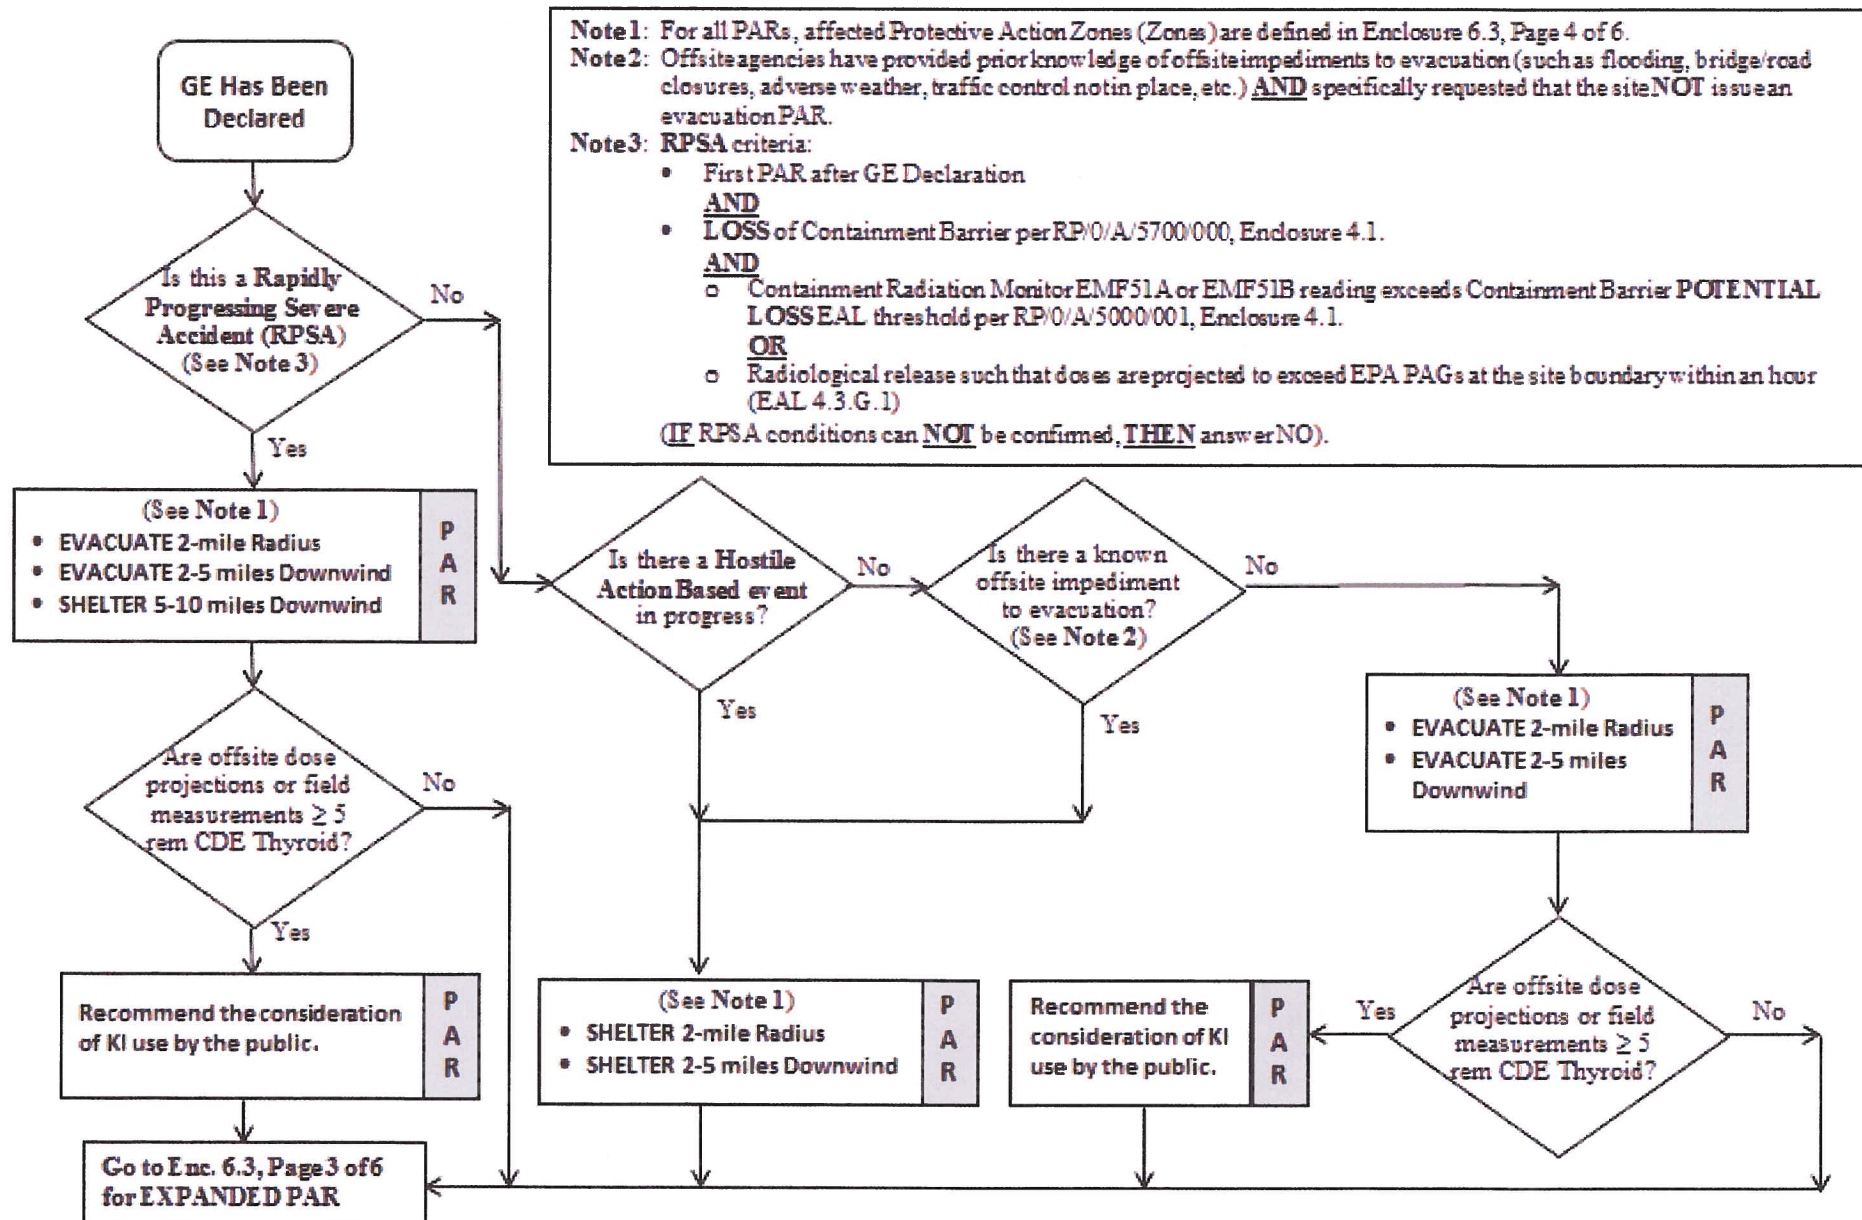 GE Has Been
Declared
Note1: For all PARs, affected Protective Action Zones (Zones) are defined in Enclosure 6.3, Page 4 of 6.
Note2: Offsite agencies have provided prior knowledge of offsite impediments to evacuation (such as flooding, bridge/road
closures, adverse weather, traffic control not in place, etc.) AND specifically requested that the site NOT issue an
evacuation PAR.
Note3: RPSA criteria:
• First PAR after GE Declaration
AND
• LOSS of Containment Barrier per RP/0/A/5700/000, Enclosure 4.1.
AND
o Containment Radiation Monitor EMF51A or EMF51B reading exceeds Containment Barrier POTENTIAL
LOSS EAL threshold per RP/0/A/5000/001, Enclosure 4.1.
OR
o Radiological release such that doses are projected to exceed EPA PAGs at the site boundary within an hour
(EAL 4.3.G.1)
(IF RPSA conditions can NOT be confirmed, THEN answer NO).
Is this a Rapidly
Progressing Severe
Accident (RPSA)
(See Note 3)
No
Yes
(See Note 1)
• EVACUATE 2-mile Radius
• EVACUATE 2-5 miles Downwind
• SHELTER 5-10 miles Downwind
P
A
R
Is there a Hostile
Action Based event
in progress?
No
Yes
Is there a known
offsite impediment
to evacuation?
(See Note 2)
No
Yes
(See Note 1)
• EVACUATE 2-mile Radius
• EVACUATE 2-5 miles
Downwind
P
A
R
Are offsite dose
projections or field
measurements ≥ 5
rem CDE Thyroid?
No
Yes
Recommend the consideration
of KI use by the public.
P
A
R
(See Note 1)
• SHELTER 2-mile Radius
• SHELTER 2-5 miles Downwind
P
A
R
Recommend the
consideration of KI
use by the public.
P
A
R
Yes
Are offsite dose
projections or field
measurements ≥ 5
rem CDE Thyroid?
No
Go to Enc. 6.3, Page 3 of 6
for EXPANDED PAR